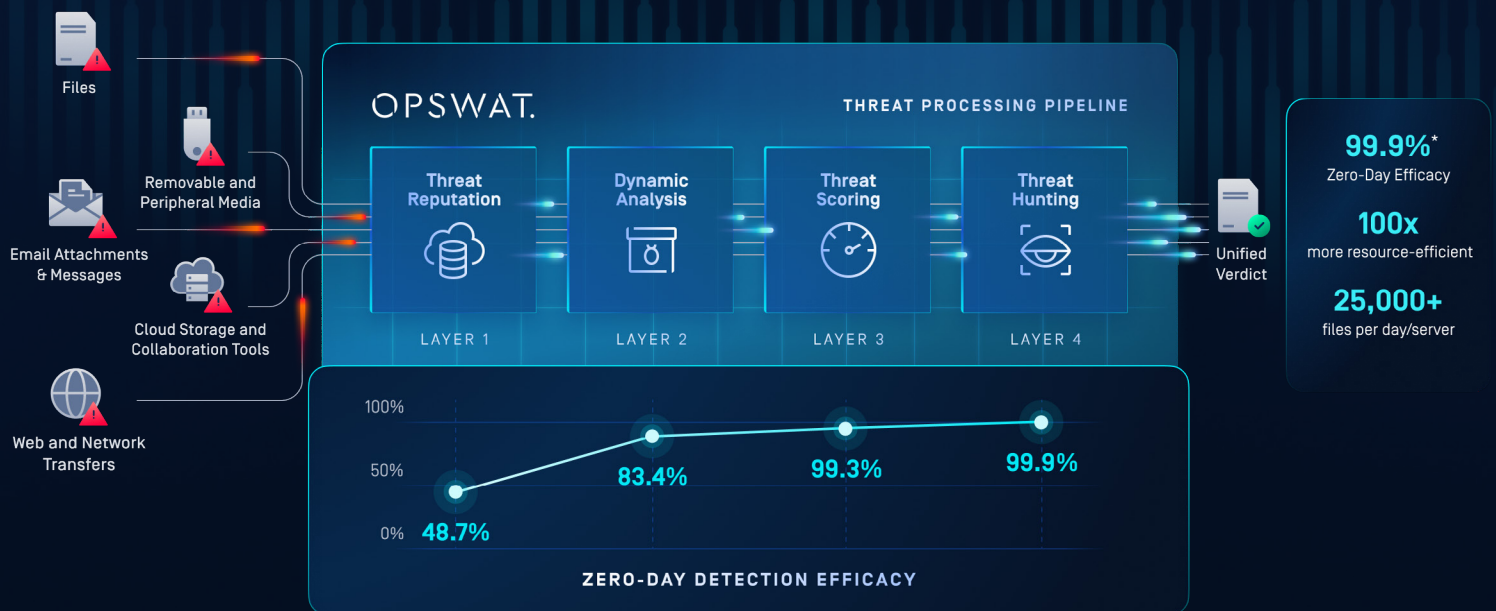 Files
Removable and
Peripheral Media
Email Attachments
& Messages
Cloud Storage and
Collaboration Tools
Web and Network
Transfers
OPSWAT.
THREAT PROCESSING PIPELINE
Threat
Reputation
Dynamic
Analysis
Threat
Scoring
Threat
Hunting
LAYER 1
LAYER 2
LAYER 3
LAYER 4
Unified
Verdict
99.9%*
Zero-Day Efficacy
100x
more resource-efficient
25,000+
files per day/server
100%
50%
0%
48.7%
83.4%
99.3%
99.9%
ZERO-DAY DETECTION EFFICACY